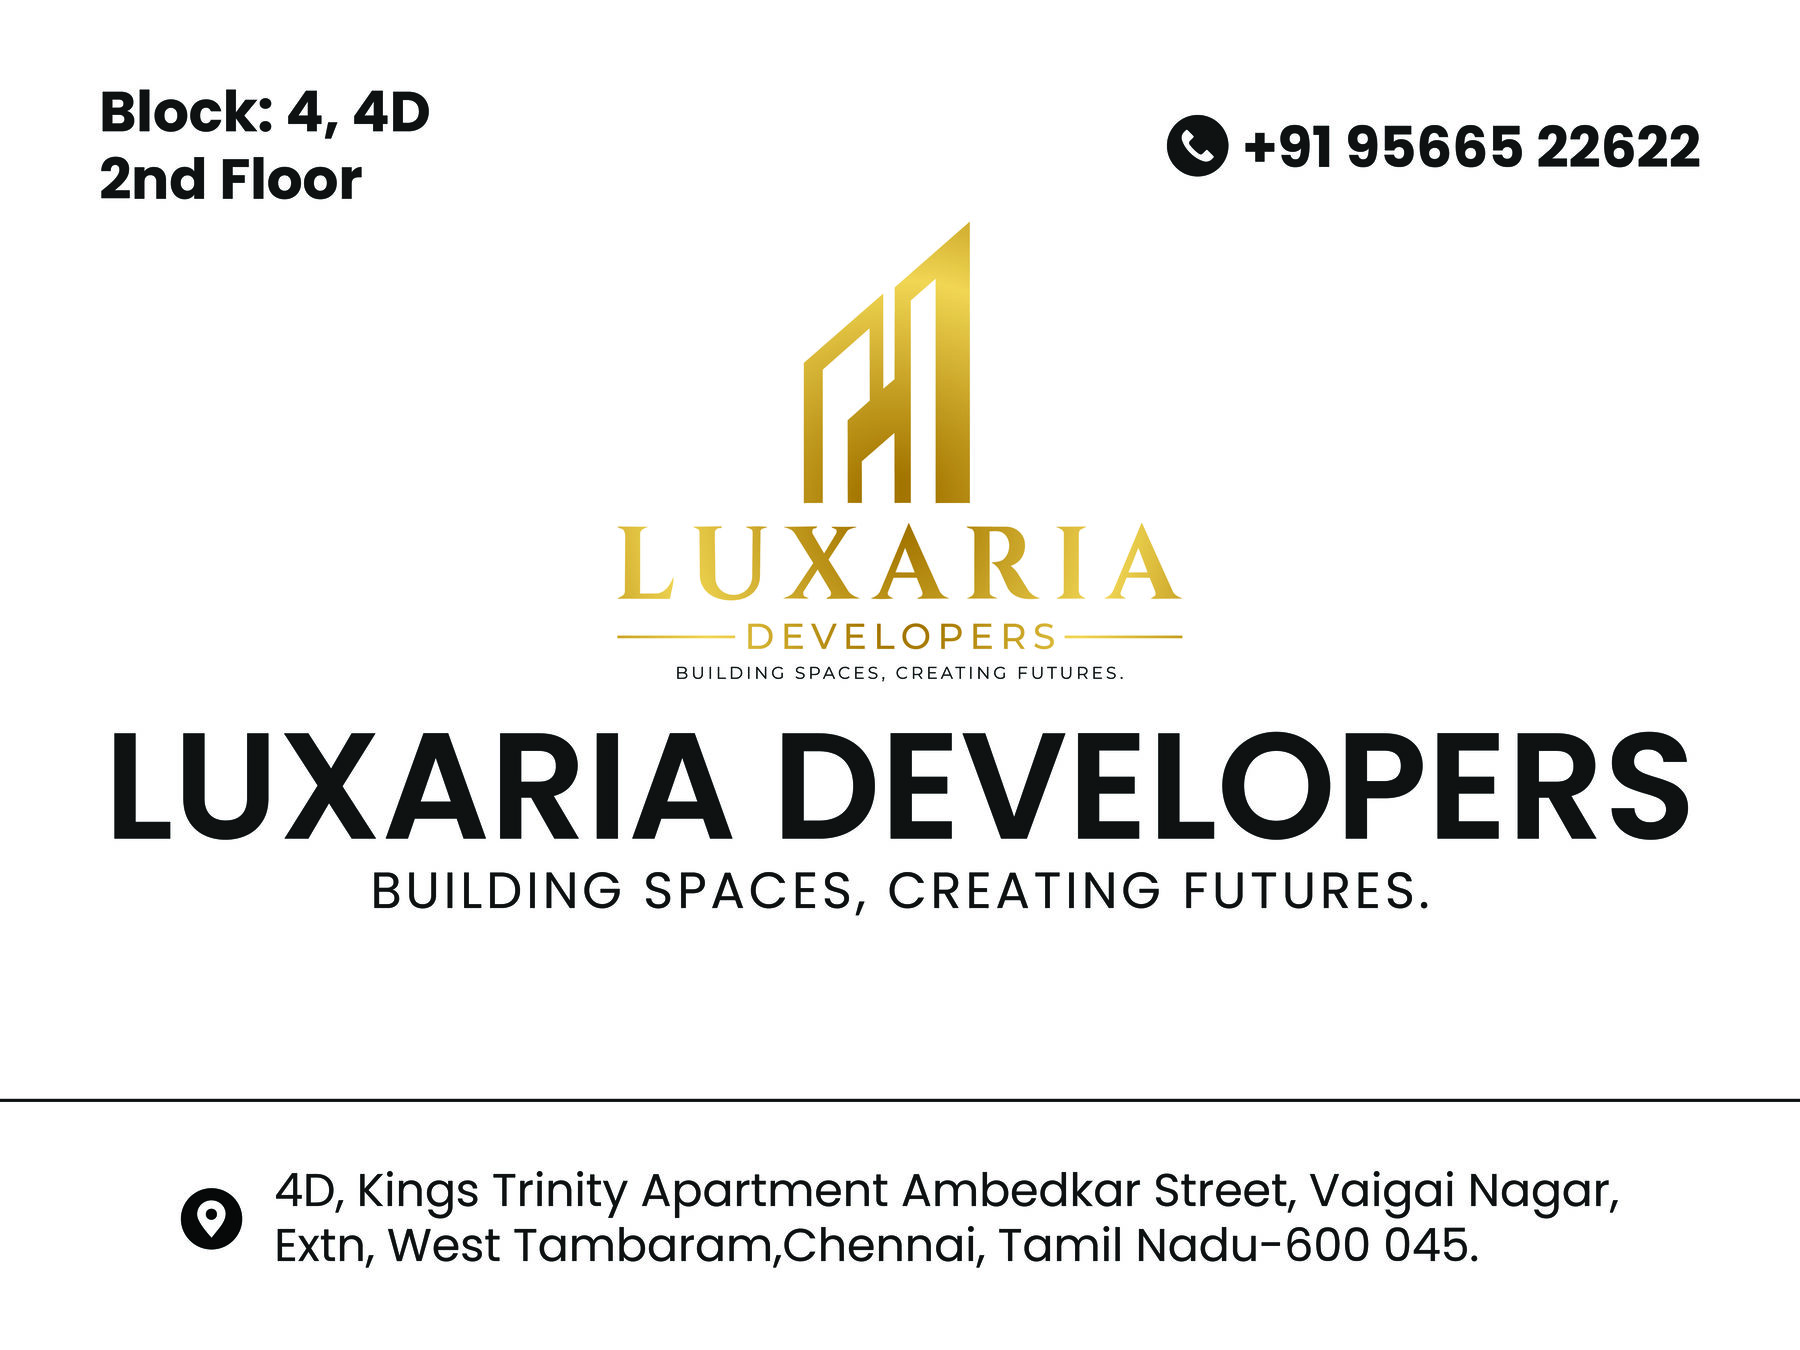 Block: 4, 4D
2nd Floor
+91 95665 22622
LUXARIA
DEVELOPERS
BUILDING SPACES, CREATING FUTURES.
LUXARIA DEVELOPERS
BUILDING SPACES, CREATING FUTURES.
4D, Kings Trinity Apartment Ambedkar Street, Vaigai Nagar,
Extn, West Tambaram,Chennai, Tamil Nadu-600 045.